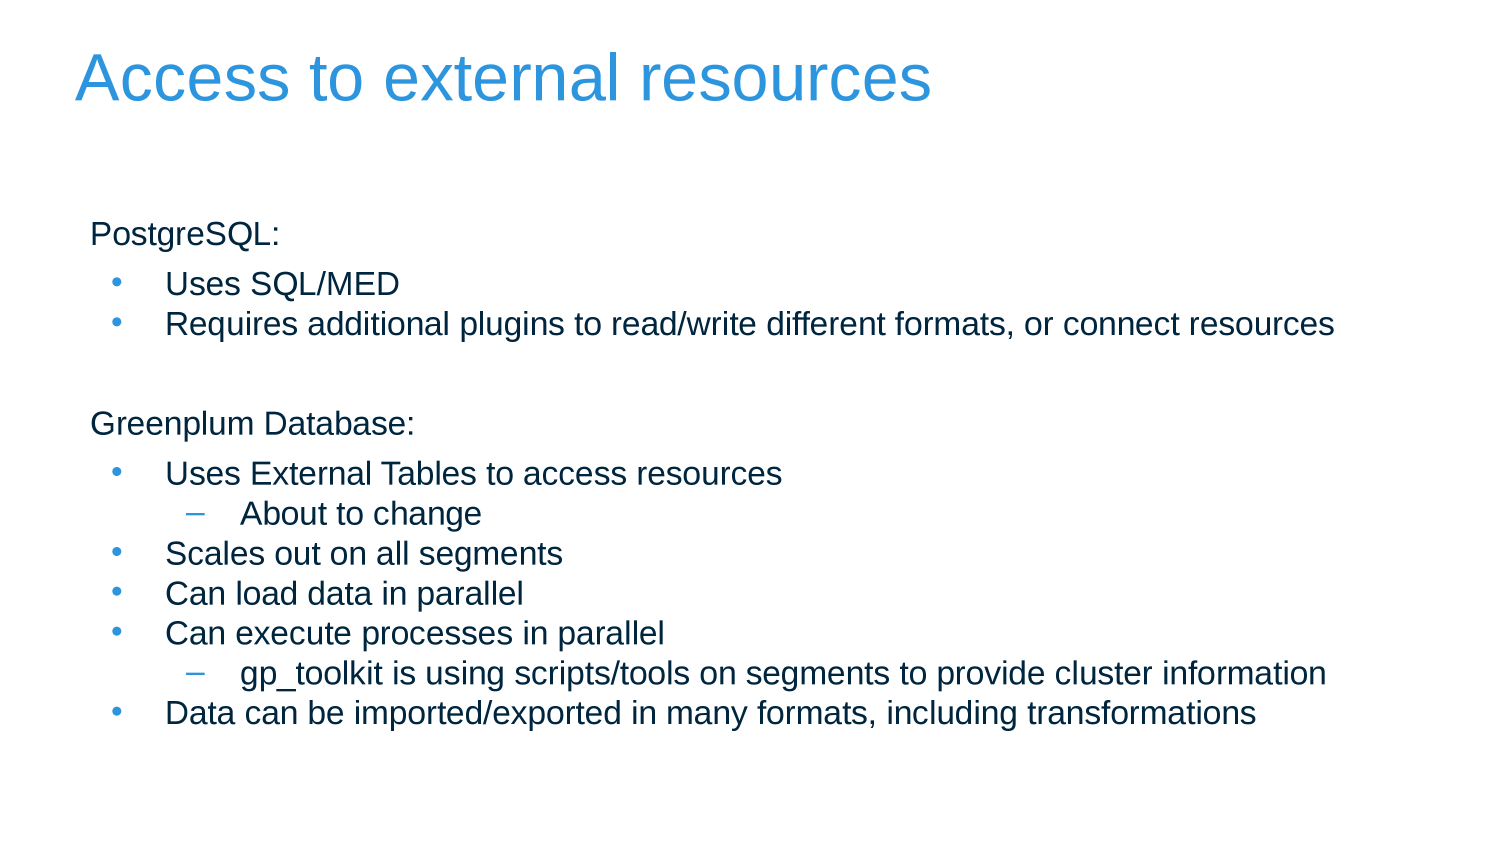 Access to external resources
PostgreSQL:
• Uses SQL/MED
• Requires additional plugins to read/write different formats, or connect resources
Greenplum Database:
• Uses External Tables to access resources
– About to change
• Scales out on all segments
• Can load data in parallel
• Can execute processes in parallel
– gp_toolkit is using scripts/tools on segments to provide cluster information
• Data can be imported/exported in many formats, including transformations